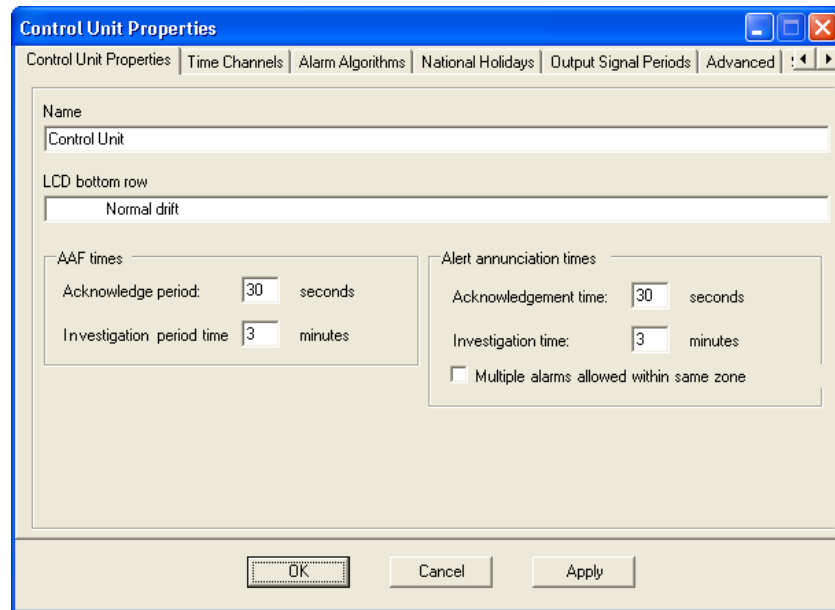 Control Unit Properties
Control Unit Properties Time Channels Alarm Algorithms National Holidays Output Signal Periods Advanced
Name
Control Unit
LCD bottom row
Normal drift
AAF times
Acknowledge period: 30 seconds
Investigation period time 3 minutes
Alert annunciation times
Acknowledgement time: 30 seconds
Investigation time: 3 minutes
Multiple alarms allowed within same zone
OK Cancel Apply